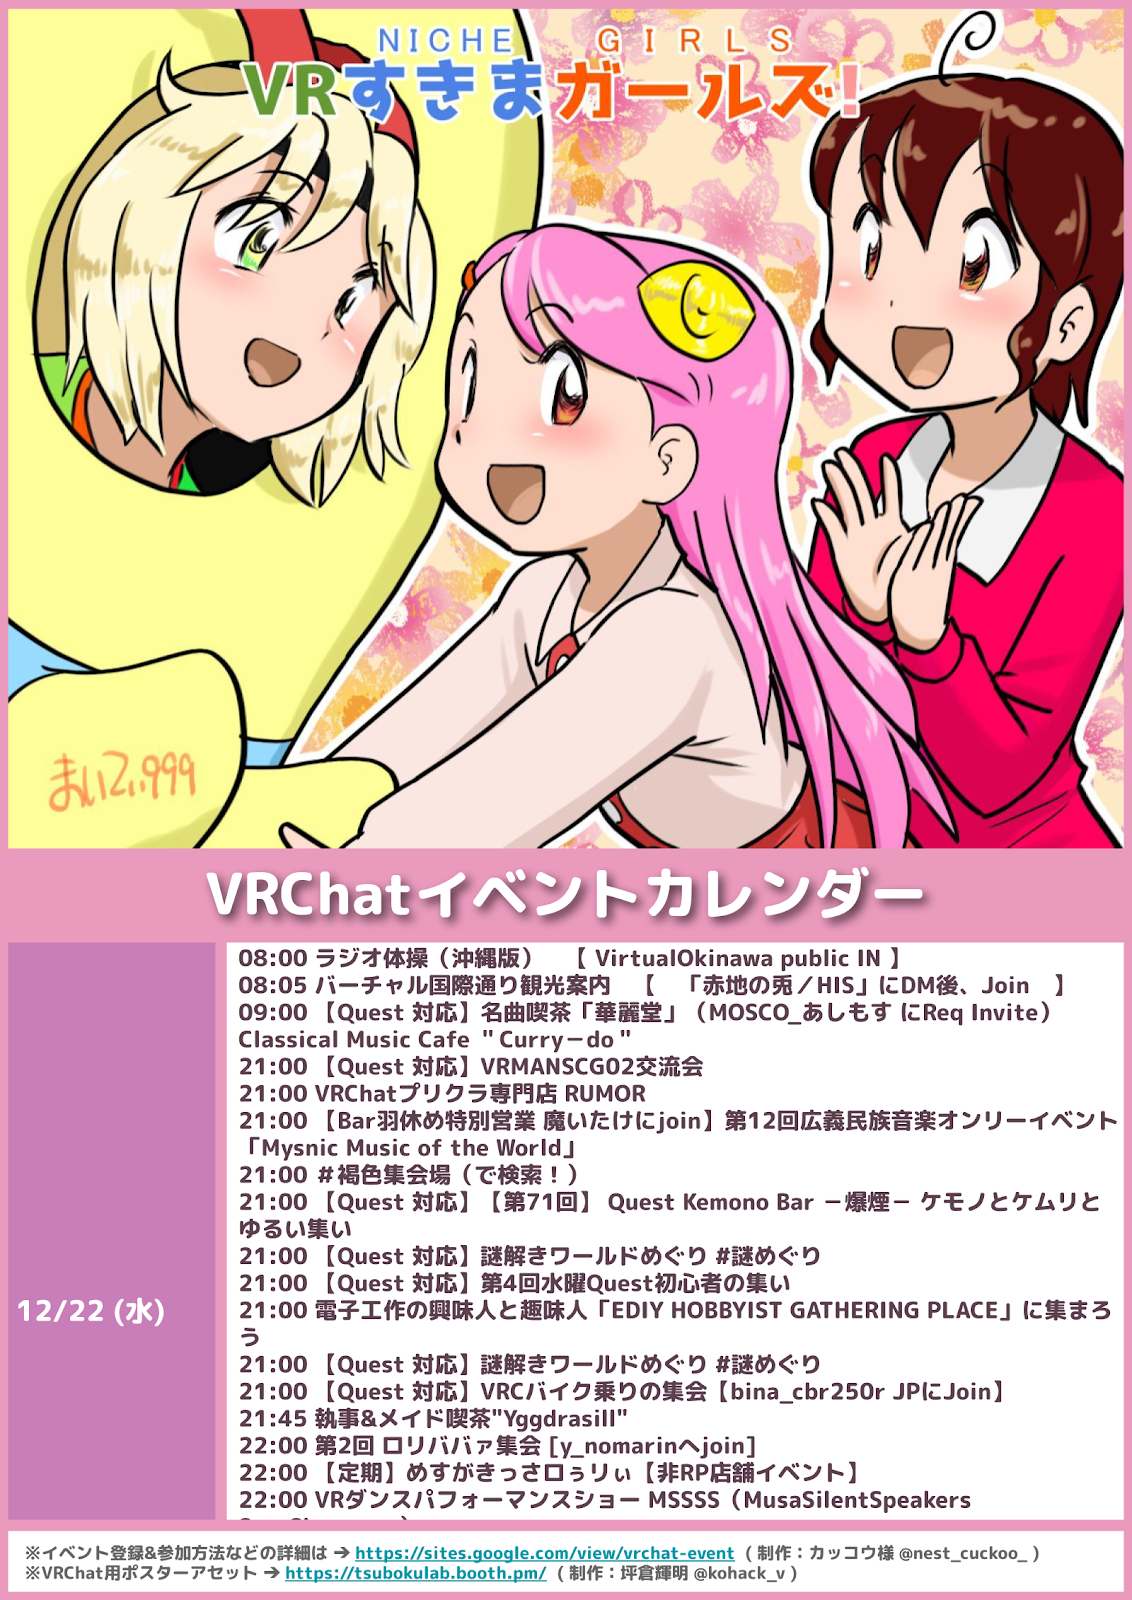 NICHE GIRLS
VRすきまガールズ!
まいてぃ999
VRChatイベントカレンダー
12/22 (水)
08:00 ラジオ体操（沖縄版） 【 VirtualOkinawa public IN 】
08:05 バーチャル国際通り観光案内 【 「赤地の兎／HIS」にDM後、Join 】
09:00 【Quest 対応】名曲喫茶「華麗堂」（MOSCO_あしもす にReq Invite）
Classical Music Cafe ＂Curry－do＂
21:00 【Quest 対応】VRMANSCG02交流会
21:00 VRChatプリクラ専門店 RUMOR
21:00 【Bar羽休め特別営業 魔いたけにjoin】第12回広義民族音楽オンリーイベント
「Mysnic Music of the World」
21:00 ＃褐色集会場（で検索！）
21:00 【Quest 対応】【第71回】 Quest Kemono Bar －爆煙－ ケモノとケムリと
ゆるい集い
21:00 【Quest 対応】謎解きワールドめぐり #謎めぐり
21:00 【Quest 対応】第4回水曜Quest初心者の集い
21:00 電子工作の興味人と趣味人「EDIY HOBBYIST GATHERING PLACE」に集まろ
う
21:00 【Quest 対応】謎解きワールドめぐり #謎めぐり
21:00 【Quest 対応】VRCバイク乗りの集会【bina_cbr250r JPにJoin】
21:45 執事&メイド喫茶"Yggdrasill"
22:00 第2回 ロリババァ集会 [y_nomarinへjoin]
22:00 【定期】めすがきっさロぅリぃ【非RP店舗イベント】
22:00 VRダンスパフォーマンスショー MSSSS（MusaSilentSpeakers
※イベント登録&参加方法などの詳細は ➔ https://sites.google.com/view/vrchat-event ( 制作：カッコウ様 @nest_cuckoo_ )
※VRChat用ポスターアセット ➔ https://tsubokulab.booth.pm/ ( 制作：坪倉輝明 @kohack_v )